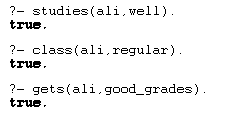 ?- studies(ali,well).
true.
?- class(ali,regular).
true.
?- gets(ali,good_grades).
true.